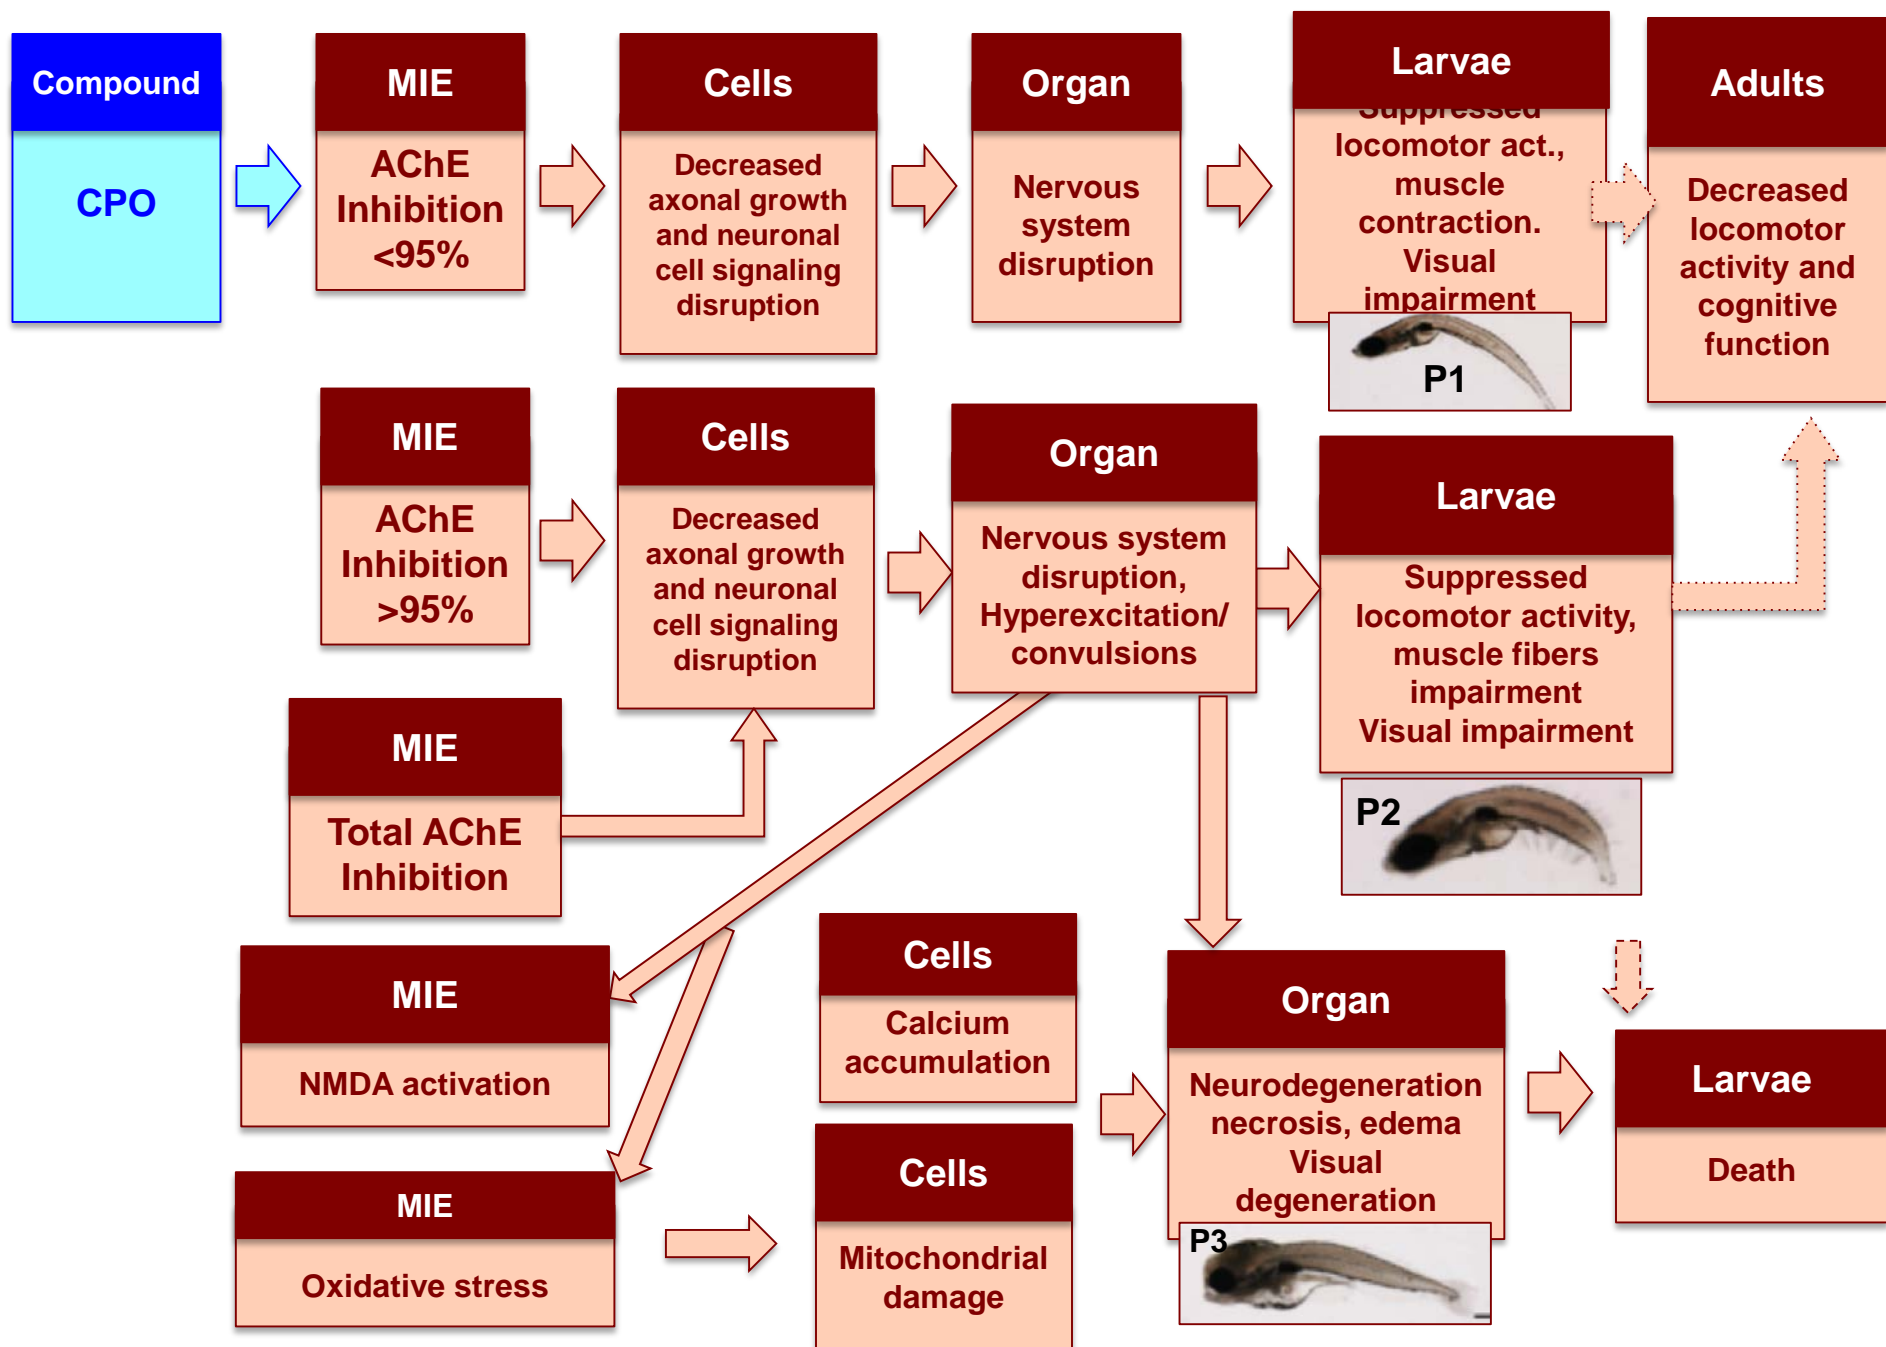 Compound
CPO
MIE
AChE
Inhibition
<95%
Cells
Decreased
axonal growth
and neuronal
cell signaling
disruption
Organ
Nervous
system
disruption
Larvae
Suppressed
locomotor act.,
muscle
contraction.
Visual
impairment
P1
Adults
Decreased
locomotor
activity and
cognitive
function
MIE
AChE
Inhibition
>95%
Cells
Decreased
axonal growth
and neuronal
cell signaling
disruption
Organ
Nervous system
disruption,
Hyperexcitation/
convulsions
Larvae
Suppressed
locomotor activity,
muscle fibers
impairment
Visual impairment
P2
MIE
Total AChE
Inhibition
MIE
NMDA activation
Cells
Calcium
accumulation
Organ
Neurodegeneration
necrosis, edema
Visual
degeneration
P3
Larvae
Death
MIE
Oxidative stress
Cells
Mitochondrial
damage